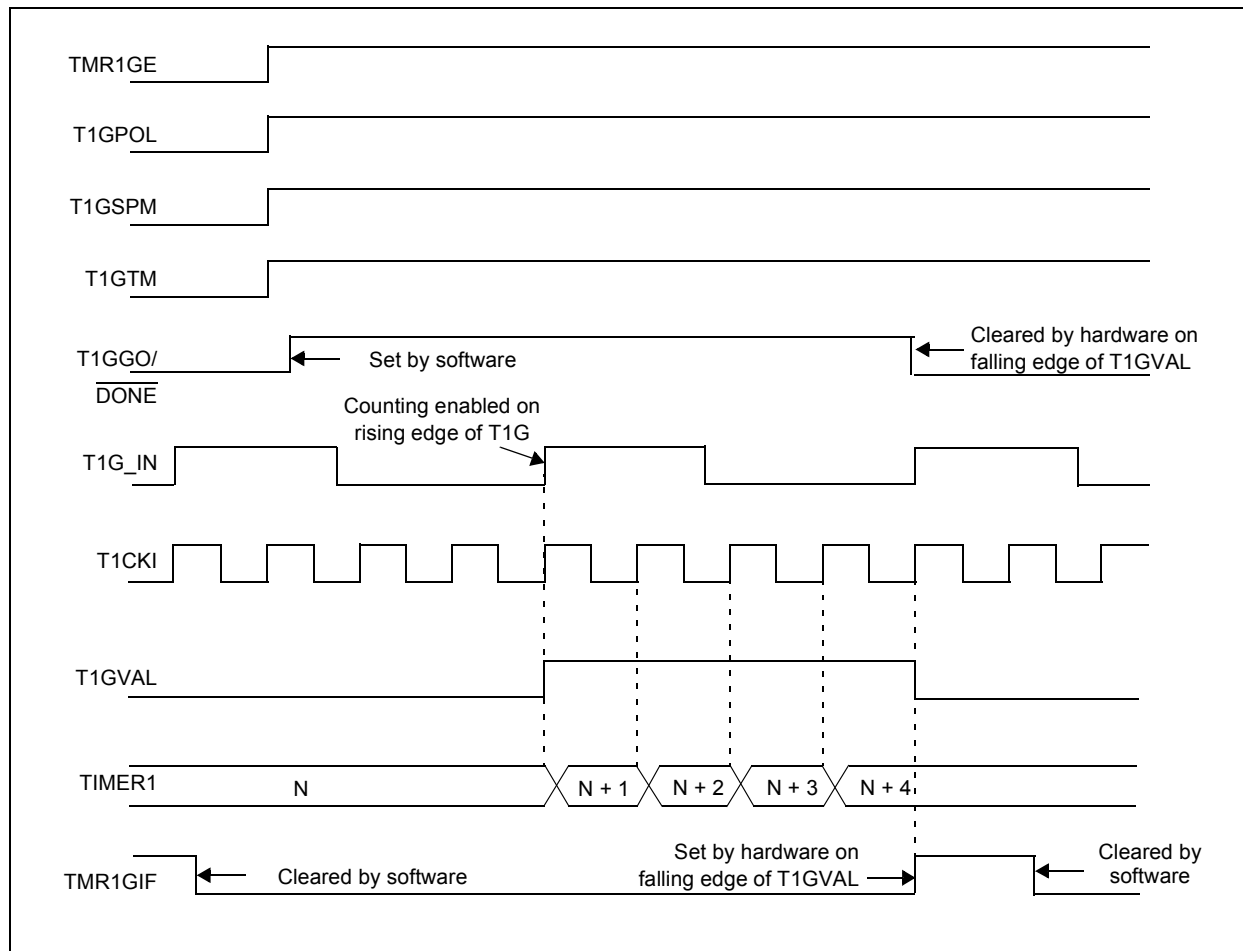 TMR1GE
T1GPOL
T1GSPM
T1GTM
T1GGO/
DONE
Set by software
Cleared by hardware on
falling edge of T1GVAL
Counting enabled on
rising edge of T1G
T1G_IN
T1CKI
T1GVAL
TIMER1
N
N + 1
N + 2
N + 3
N + 4
TMR1GIF
Cleared by software
Set by hardware on
falling edge of T1GVAL
Cleared by
software